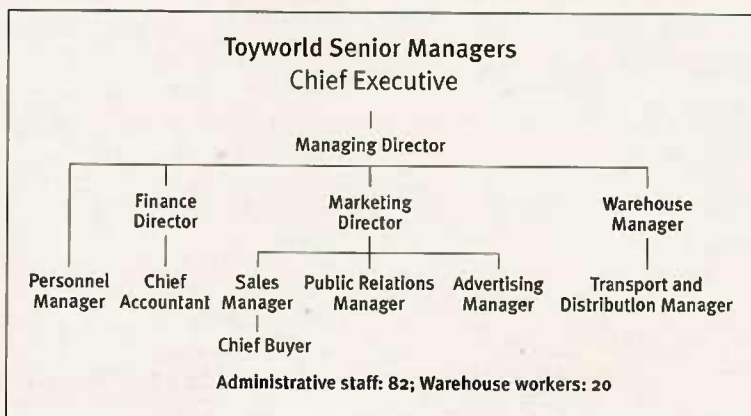 Toyworld Senior Managers
Chief Executive
Managing Director
Finance Director
Marketing Director
Warehouse Manager
Personnel Manager
Chief Accountant
Sales Manager
Public Relations Manager
Advertising Manager
Transport and Distribution Manager
Chief Buyer
Administrative staff: 82; Warehouse workers: 20